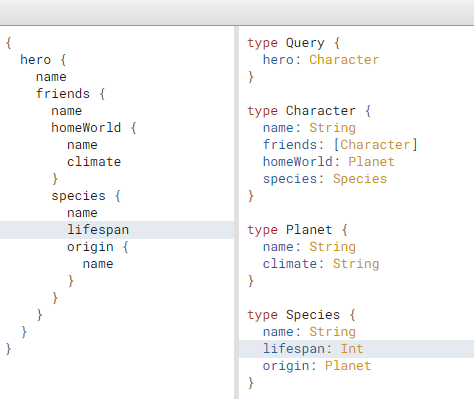 {
  hero {
    name
    friends {
      name
      homeWorld {
        name
        climate
      }
      species {
        name
        lifespan
        origin {
          name
        }
      }
    }
  }
}
type Query {
  hero: Character
}

type Character {
  name: String
  friends: [Character]
  homeWorld: Planet
  species: Species
}

type Planet {
  name: String
  climate: String
}

type Species {
  name: String
  lifespan: Int
  origin: Planet
}